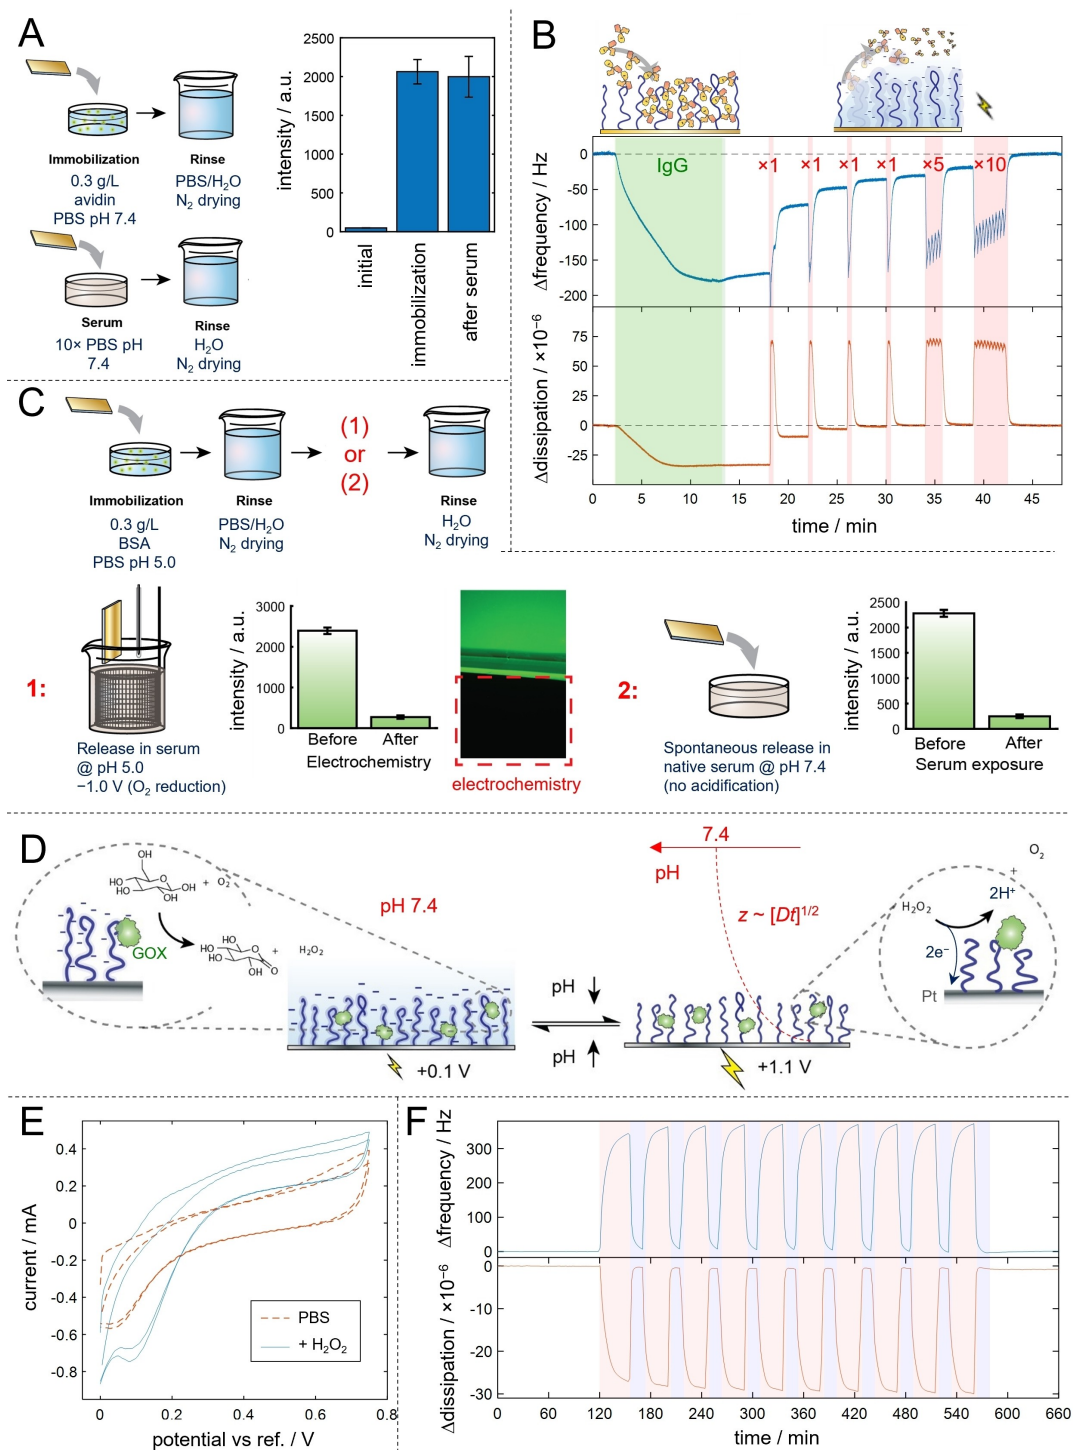 A
Immobilization
0.3 g/L
avidin
PBS pH 7.4
Rinse
PBS/H2O
N2 drying
Serum
10× PBS pH
7.4
Rinse
H2O
N2 drying
intensity / a.u.
2500
2000
1500
1000
500
0
initial
immobilization
after serum
B
IgG
×1
×1
×1
×1
×5
×10
Δfrequency / Hz
0
-50
-100
-150
-200
Δdissipation / ×10−6
75
50
25
0
-25
0
5
10
15
20
25
30
35
40
45
time / min
C
Immobilization
0.3 g/L
BSA
PBS pH 5.0
Rinse
PBS/H2O
N2 drying
(1)
or
(2)
Rinse
H2O
N2 drying
1:
Release in serum
@ pH 5.0
−1.0 V (O2 reduction)
intensity / a.u.
3000
2000
1000
0
Before
After
Electrochemistry
electrochemistry
2:
Spontaneous release in
native serum @ pH 7.4
(no acidification)
intensity / a.u.
2500
2000
1500
1000
500
0
Before
After
Serum exposure
D
OH
HO
HO
OH
OH
+ O2
GOX
HO
HO
OH
OH
O
O
+
H2O2
pH 7.4
+0.1 V
pH
pH
7.4
pH
z ~ [Dt]1/2
+1.1 V
O2
+
2H+
H2O2
2e−
Pt
E
current / mA
0.4
0.2
0
-0.2
-0.4
-0.6
-0.8
PBS
+ H2O2
0
0.2
0.4
0.6
0.8
potential vs ref. / V
F
Δfrequency / Hz
300
200
100
0
Δdissipation / ×10−6
0
-10
-20
-30
0
60
120
180
240
300
360
420
480
540
600
660
time / min